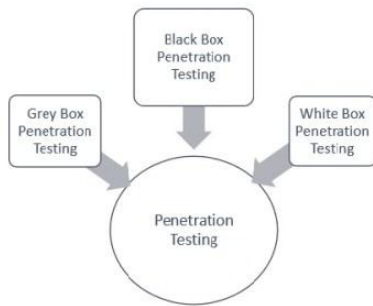 Black Box
Penetration
Testing
Grey Box
Penetration
Testing
White Box
Penetration
Testing
Penetration
Testing